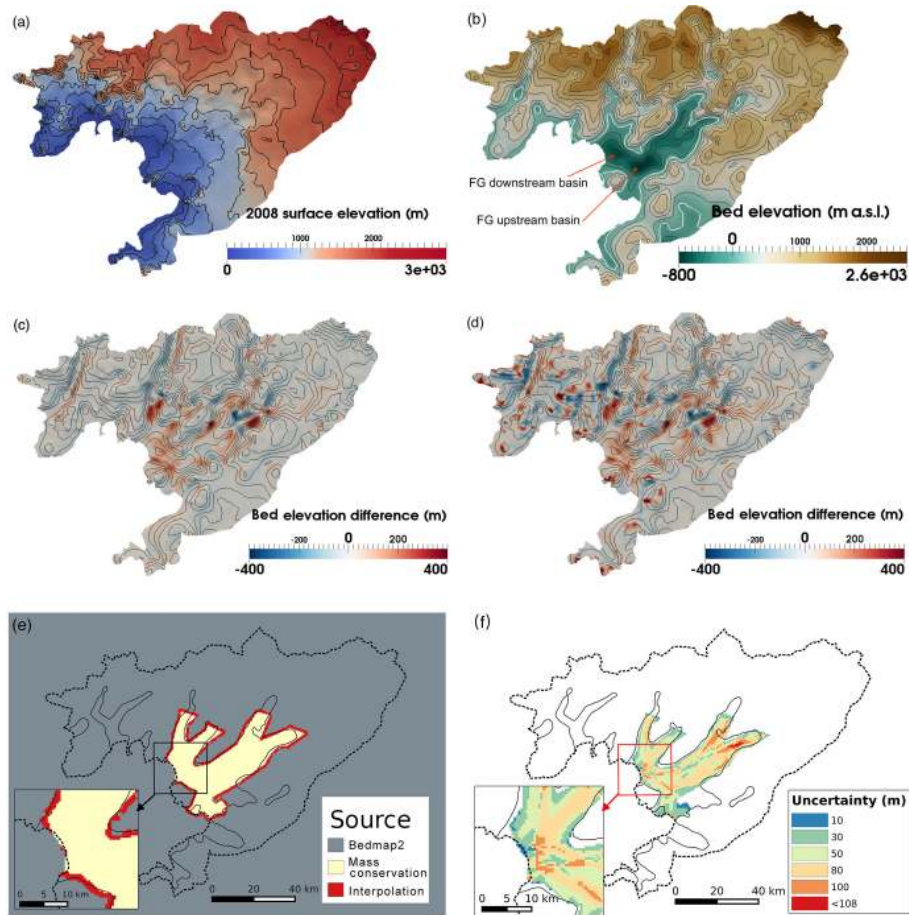 (a)
2008 surface elevation (m)
1000
2000
0
3e+03
(b)
FG downstream basin
FG upstream basin
Bed elevation (m a.s.l.)
0
1000
2000
-800
2.6e+03
(c)
Bed elevation difference (m)
-200
0
200
-400
400
(d)
Bed elevation difference (m)
-200
0
200
-400
400
(e)
Source
Bedmap2
Mass
conservation
Interpolation
0 5 10 km
0 20 40 km
(f)
Uncertainty (m)
10
30
50
80
100
<108
0 5 10 km
0 20 40 km